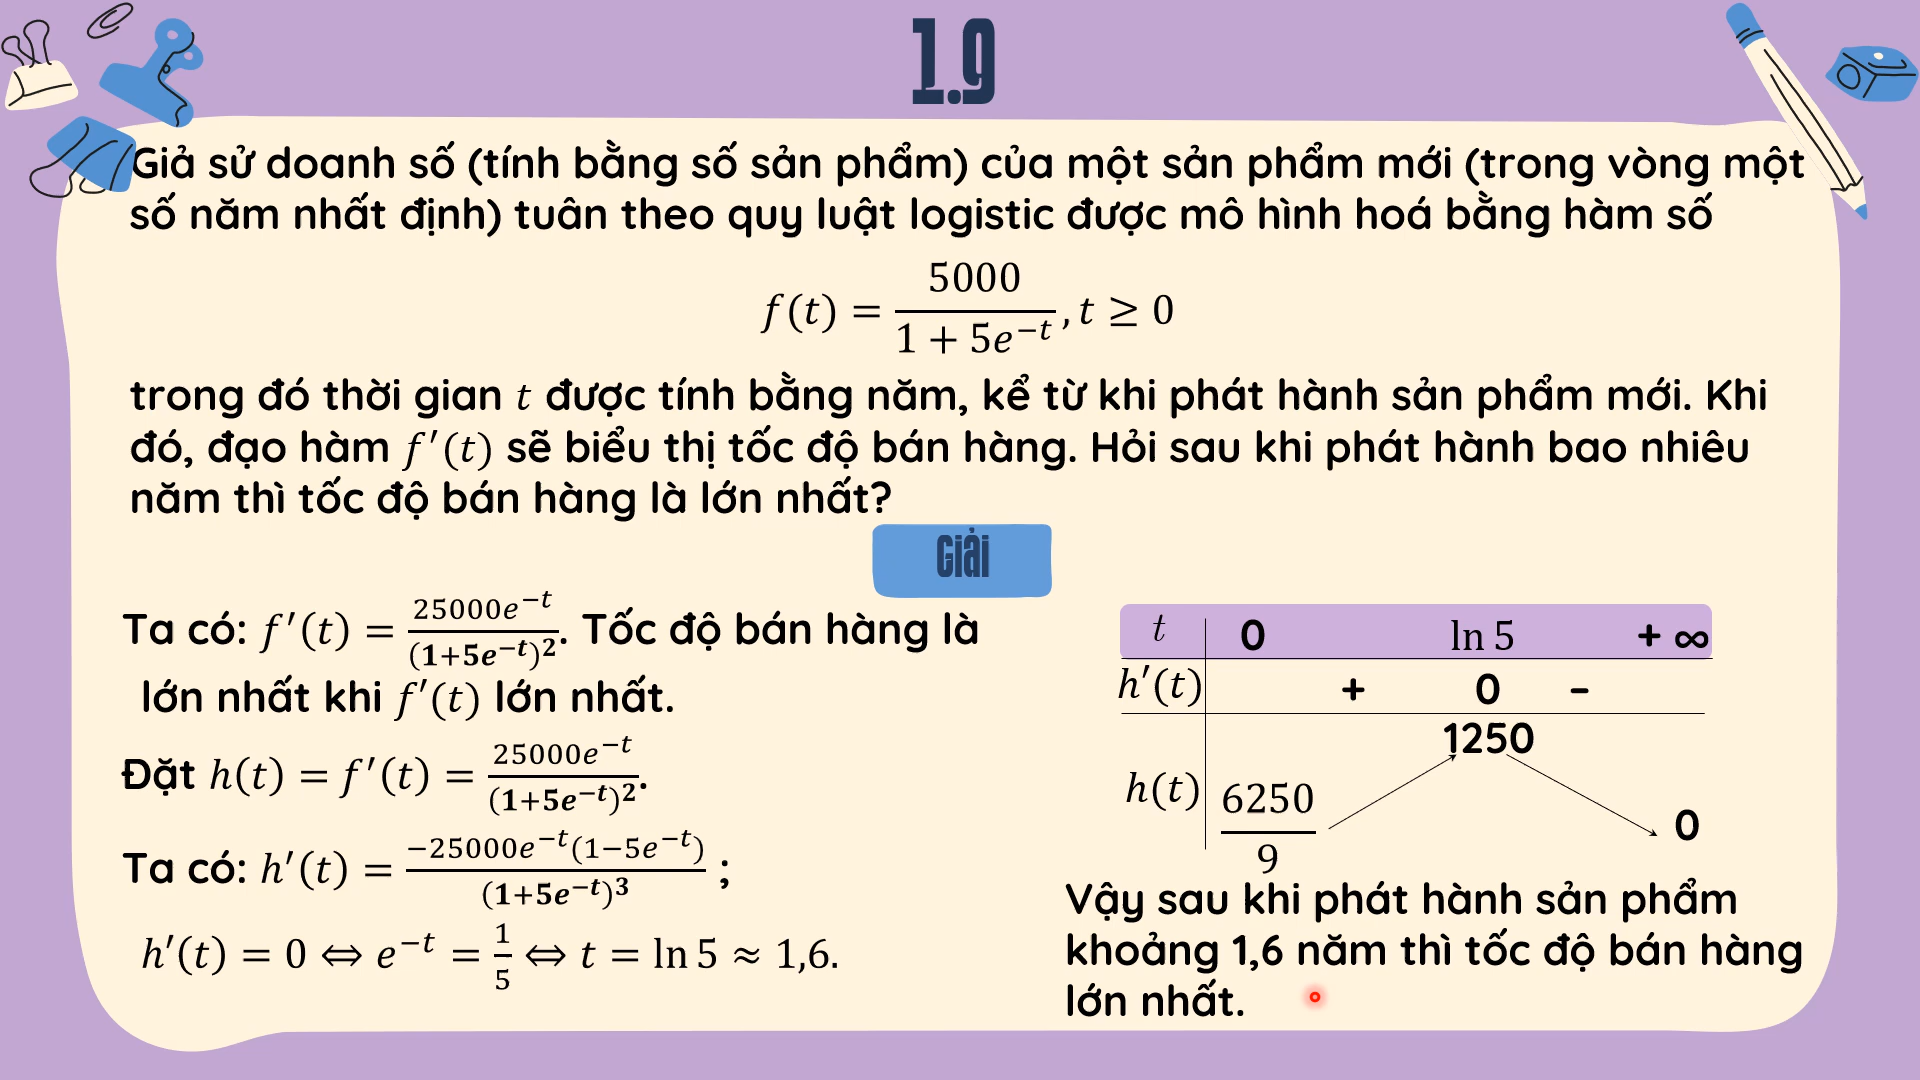 1.9
Giả sử doanh số (tính bằng số sản phẩm) của một sản phẩm mới (trong vòng một
số năm nhất định) tuân theo quy luật logistic được mô hình hoá bằng hàm số
f(t) = 5000 / (1 + 5e^{−t}), t ≥ 0
trong đó thời gian t được tính bằng năm, kể từ khi phát hành sản phẩm mới. Khi
đó, đạo hàm f′(t) sẽ biểu thị tốc độ bán hàng. Hỏi sau khi phát hành bao nhiêu
năm thì tốc độ bán hàng là lớn nhất?
Giải
Ta có: f′(t) = 25000e^{−t} / (1+5e^{−t})^2. Tốc độ bán hàng là
lớn nhất khi f′(t) lớn nhất.
Đặt h(t) = f′(t) = 25000e^{−t} / (1+5e^{−t})^2.
Ta có: h′(t) = −25000e^{−t}(1−5e^{−t}) / (1+5e^{−t})^3 ;
h′(t) = 0 ⇔ e^{−t} = 1/5 ⇔ t = ln 5 ≈ 1,6.
t 0 ln 5 + ∞
h′(t) + 0 −
1250
h(t) 6250/9 0
Vậy sau khi phát hành sản phẩm
khoảng 1,6 năm thì tốc độ bán hàng
lớn nhất.